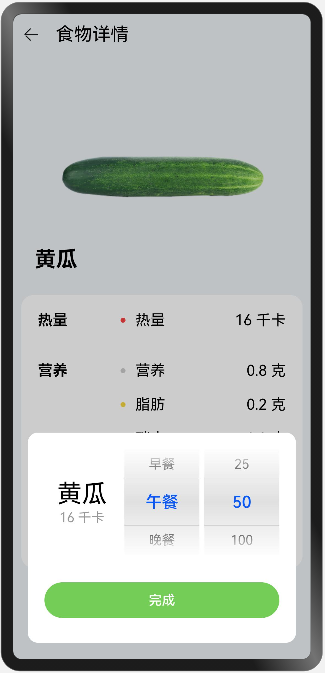 食物详情
黄瓜
热量 热量 16 千卡
营养 营养 0.8 克
脂肪 0.2 克
黄瓜
16 千卡
早餐 25
午餐 50
晚餐 100
完成